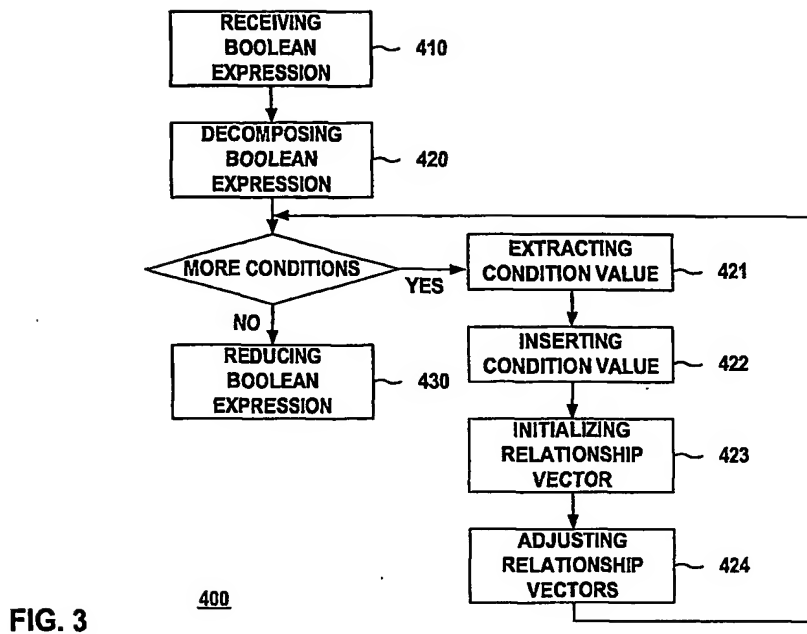 RECEIVING
BOOLEAN
EXPRESSION
410
DECOMPOSING
BOOLEAN
EXPRESSION
420
MORE CONDITIONS
YES
NO
REDUCING
BOOLEAN
EXPRESSION
430
EXTRACTING
CONDITION VALUE
421
INSERTING
CONDITION VALUE
422
INITIALIZING
RELATIONSHIP
VECTOR
423
ADJUSTING
RELATIONSHIP
VECTORS
424
400
FIG. 3